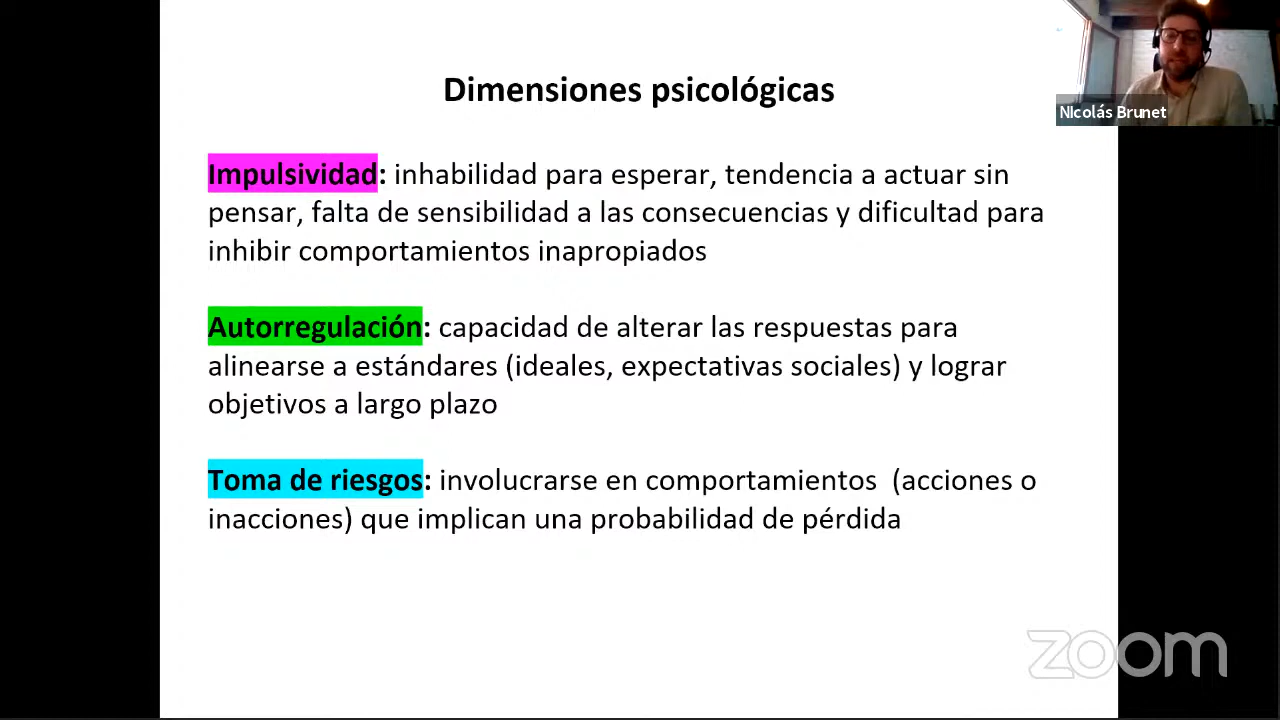 Dimensiones psicológicas
Nicolás Brunet
Impulsividad: inhabilidad para esperar, tendencia a actuar sin
pensar, falta de sensibilidad a las consecuencias y dificultad para
inhibir comportamientos inapropiados
Autorregulación: capacidad de alterar las respuestas para
alinearse a estándares (ideales, expectativas sociales) y lograr
objetivos a largo plazo
Toma de riesgos: involucrarse en comportamientos  (acciones o
inacciones) que implican una probabilidad de pérdida
zoom